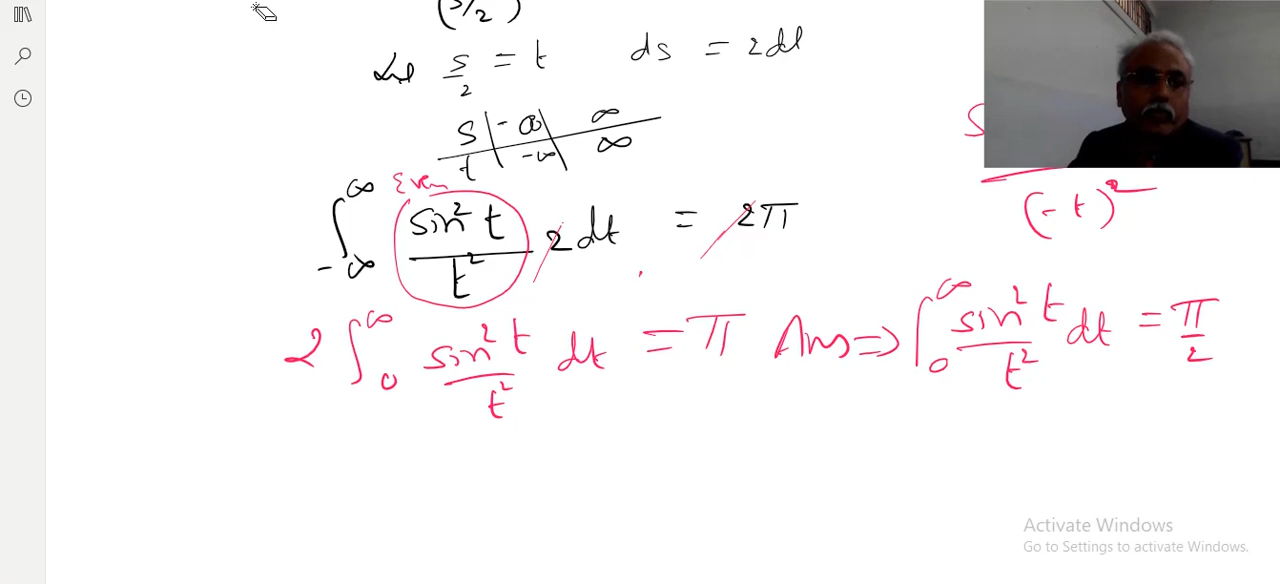 (s/2)
Let s/2 = t ds = 2dt
s | -∞ | ∞
t | -∞ | ∞
Even
∫_{-∞}^{∞} sin²t/t² 2dt = 2π
(-t)²
2∫_0^∞ sin²t/t² dt = π Ans ⇒ ∫_0^∞ sin²t/t² dt = π/2
Activate Windows
Go to Settings to activate Windows.